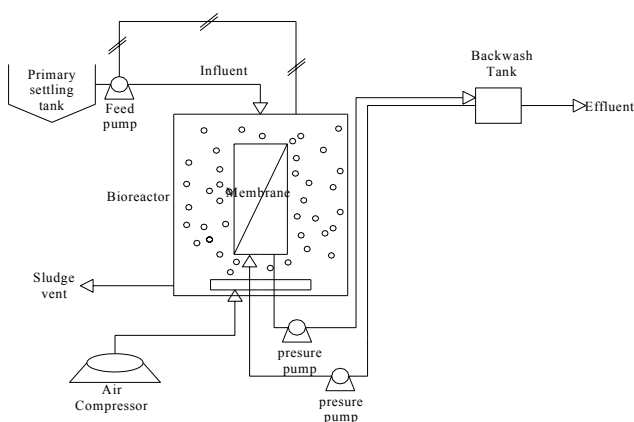 Backwash
Tank
Primary
settling
tank
Influent
Feed
pump
Effluent
Bioreactor
Membrane
Sludge
vent
presure
pump
Air
Compressor
presure
pump